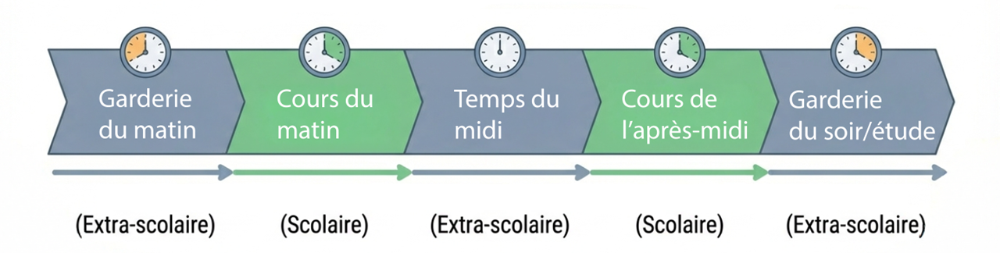 Garderie
du matin
Cours du
matin
Temps du
midi
Cours de
l'après-midi
Garderie
du soir/étude
(Extra-scolaire)
(Scolaire)
(Extra-scolaire)
(Scolaire)
(Extra-scolaire)